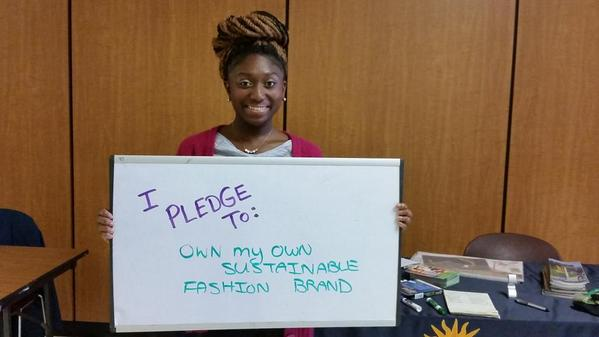 I PLEDGE
TO:
OWN my OWN
SUSTAINABLE
FASHION BRAND